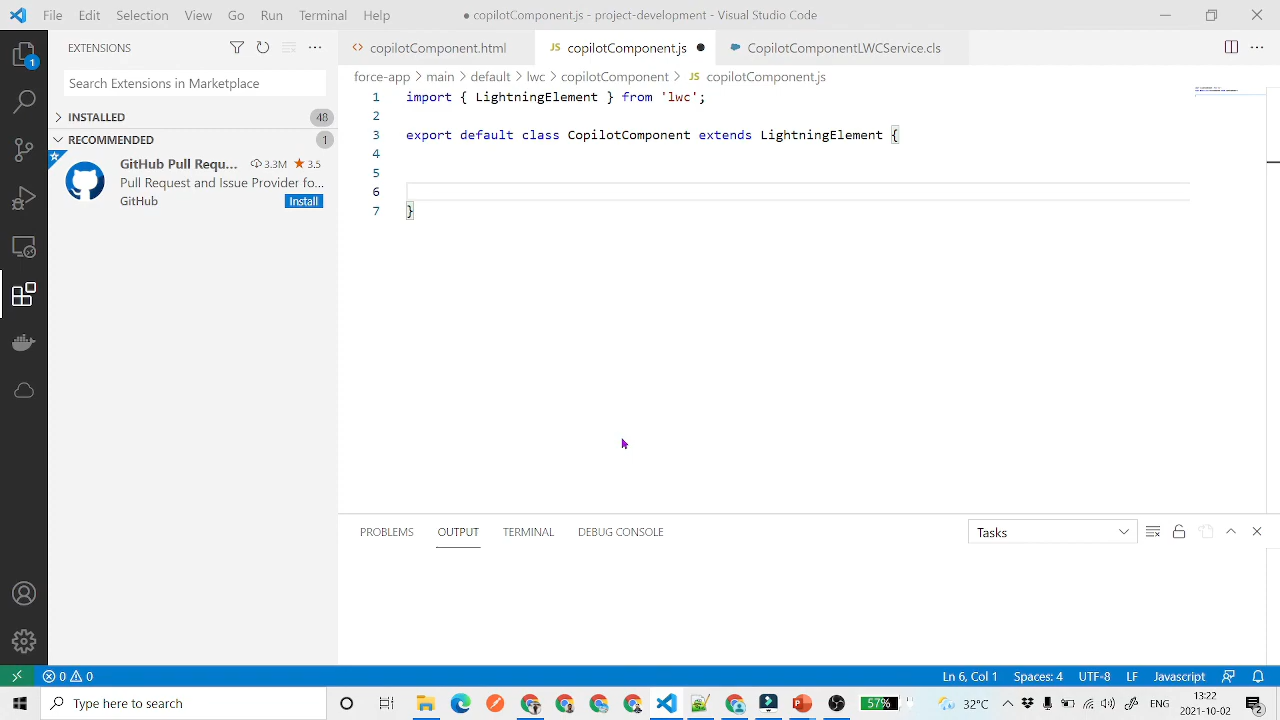 File Edit Selection View Go Run Terminal Help
● copilotComponent.js - project-development - Visual Studio Code
EXTENSIONS
Search Extensions in Marketplace
INSTALLED 48
RECOMMENDED 1
GitHub Pull Requ... 3.3M 3.5
Pull Request and Issue Provider fo...
GitHub Install
1
<> copilotComponent.html JS copilotComponent.js ● CopilotComponentLWCService.cls
force-app > main > default > lwc > copilotComponent > JS copilotComponent.js
1 import { LightningElement } from 'lwc';
2
3 export default class CopilotComponent extends LightningElement {
4
5
6
7 }
PROBLEMS OUTPUT TERMINAL DEBUG CONSOLE Tasks
0 0 Ln 6, Col 1 Spaces: 4 UTF-8 LF Javascript
Type here to search 57% 32°C ENG 13:22
2021-10-02 2